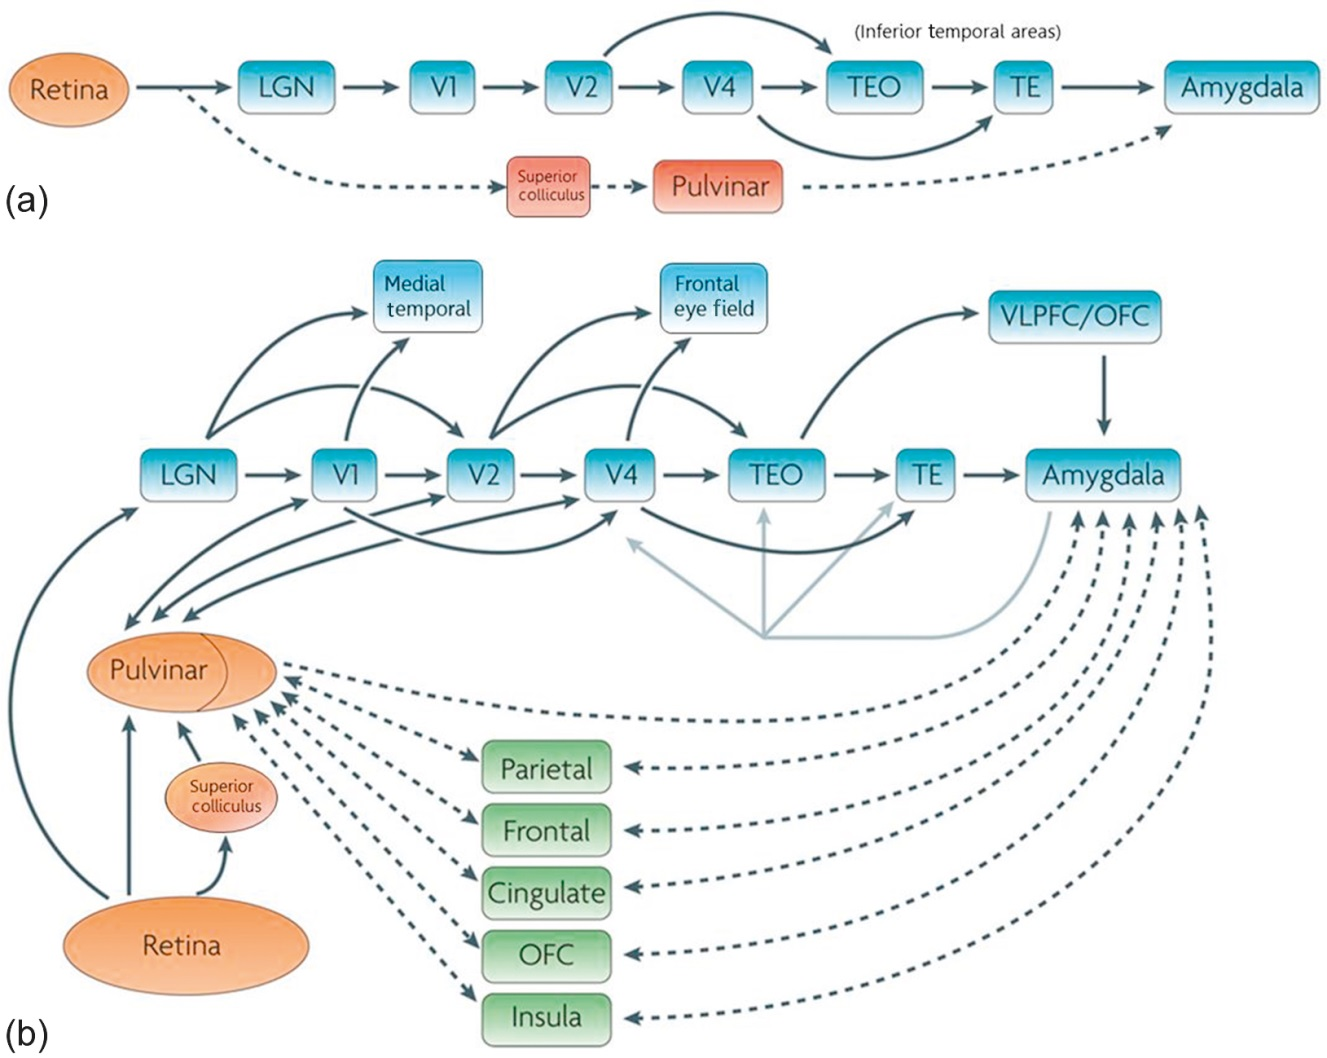 (Inferior temporal areas)
Retina
LGN
V1
V2
V4
TEO
TE
Amygdala
Superior
colliculus
Pulvinar
(a)
Medial
temporal
Frontal
eye field
VLPFC/OFC
LGN
V1
V2
V4
TEO
TE
Amygdala
Pulvinar
Superior
colliculus
Retina
Parietal
Frontal
Cingulate
OFC
Insula
(b)